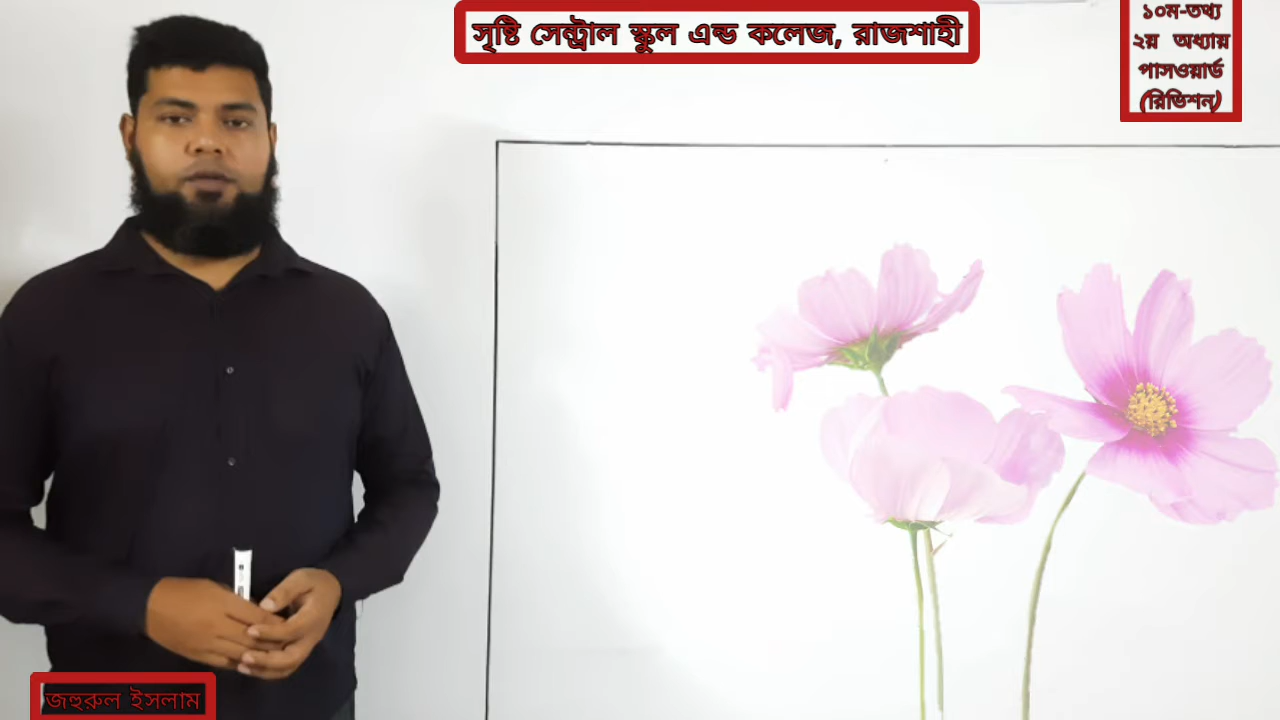 সৃষ্টি সেন্ট্রাল স্কুল এন্ড কলেজ, রাজশাহী
১০ম-তথ্য
২য় অধ্যায়
পাসওয়ার্ড
(রিভিশন)
জহুরুল ইসলাম